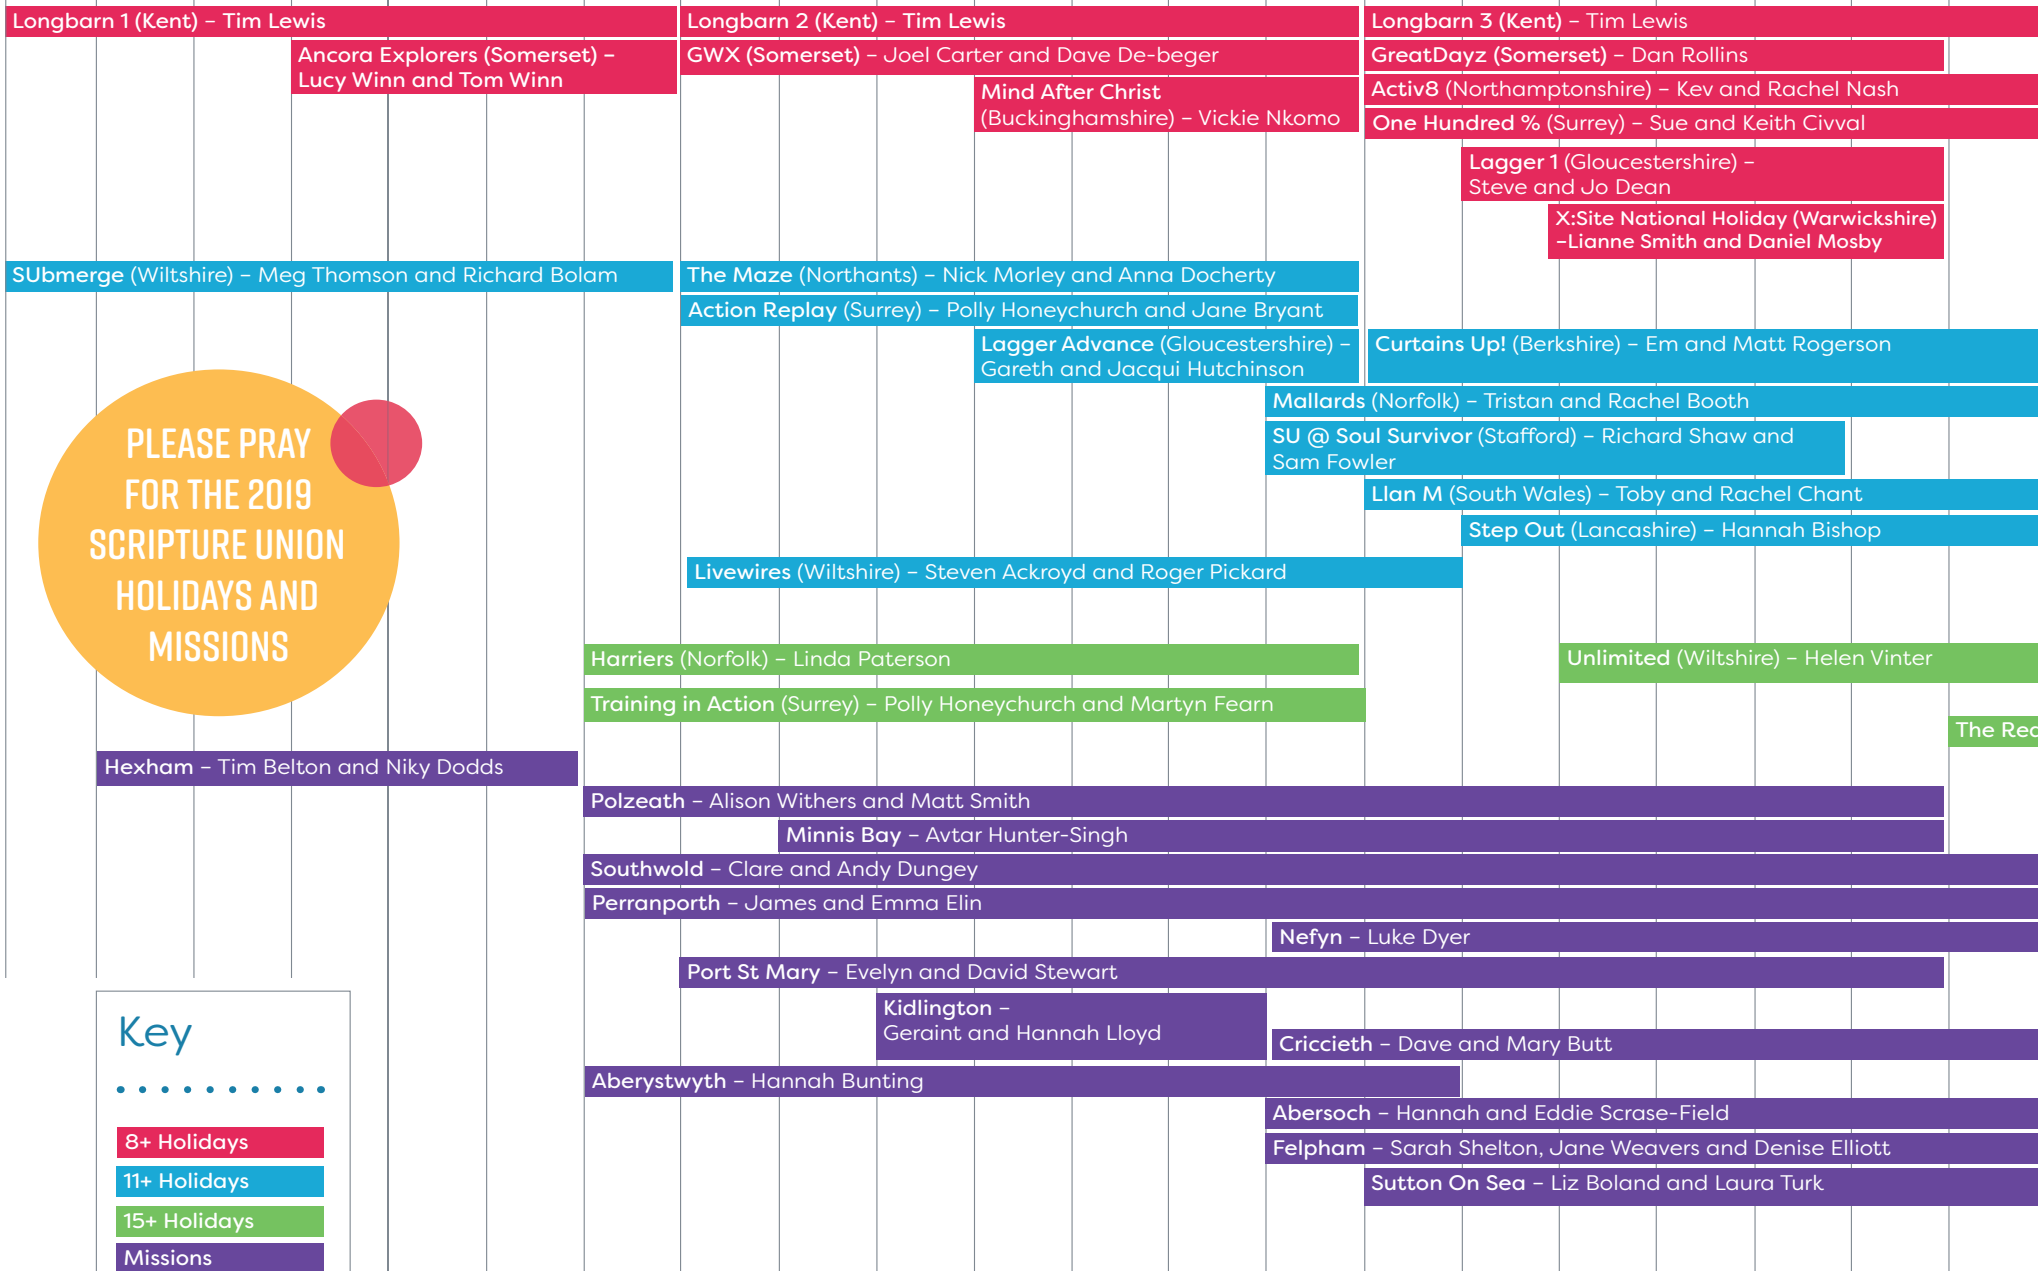 Longbarn 1 (Kent) – Tim Lewis
Longbarn 2 (Kent) – Tim Lewis
Longbarn 3 (Kent) – Tim Lewis
Ancora Explorers (Somerset) –
Lucy Winn and Tom Winn
GWX (Somerset) – Joel Carter and Dave De-beger
GreatDayz (Somerset) – Dan Rollins
Mind After Christ
(Buckinghamshire) – Vickie Nkomo
Activ8 (Northamptonshire) – Kev and Rachel Nash
One Hundred % (Surrey) – Sue and Keith Civval
Lagger 1 (Gloucestershire) –
Steve and Jo Dean
X:Site National Holiday (Warwickshire)
–Lianne Smith and Daniel Mosby
SUbmerge (Wiltshire) – Meg Thomson and Richard Bolam
The Maze (Northants) – Nick Morley and Anna Docherty
Action Replay (Surrey) – Polly Honeychurch and Jane Bryant
Lagger Advance (Gloucestershire) –
Gareth and Jacqui Hutchinson
Curtains Up! (Berkshire) – Em and Matt Rogerson
Mallards (Norfolk) – Tristan and Rachel Booth
SU @ Soul Survivor (Stafford) – Richard Shaw and
Sam Fowler
Llan M (South Wales) – Toby and Rachel Chant
Step Out (Lancashire) – Hannah Bishop
Livewires (Wiltshire) – Steven Ackroyd and Roger Pickard
PLEASE PRAY
FOR THE 2019
SCRIPTURE UNION
HOLIDAYS AND
MISSIONS
Harriers (Norfolk) – Linda Paterson
Unlimited (Wiltshire) – Helen Vinter
Training in Action (Surrey) – Polly Honeychurch and Martyn Fearn
The
Hexham – Tim Belton and Niky Dodds
Polzeath – Alison Withers and Matt Smith
Minnis Bay – Avtar Hunter-Singh
Southwold – Clare and Andy Dungey
Perranporth – James and Emma Elin
Nefyn – Luke Dyer
Port St Mary – Evelyn and David Stewart
Kidlington –
Geraint and Hannah Lloyd
Criccieth – Dave and Mary Butt
Aberystwyth – Hannah Bunting
Abersoch – Hannah and Eddie Scrase-Field
Felpham – Sarah Shelton, Jane Weavers and Denise Elliott
Sutton On Sea – Liz Boland and Laura Turk
Key
8+ Holidays
11+ Holidays
15+ Holidays
Missions